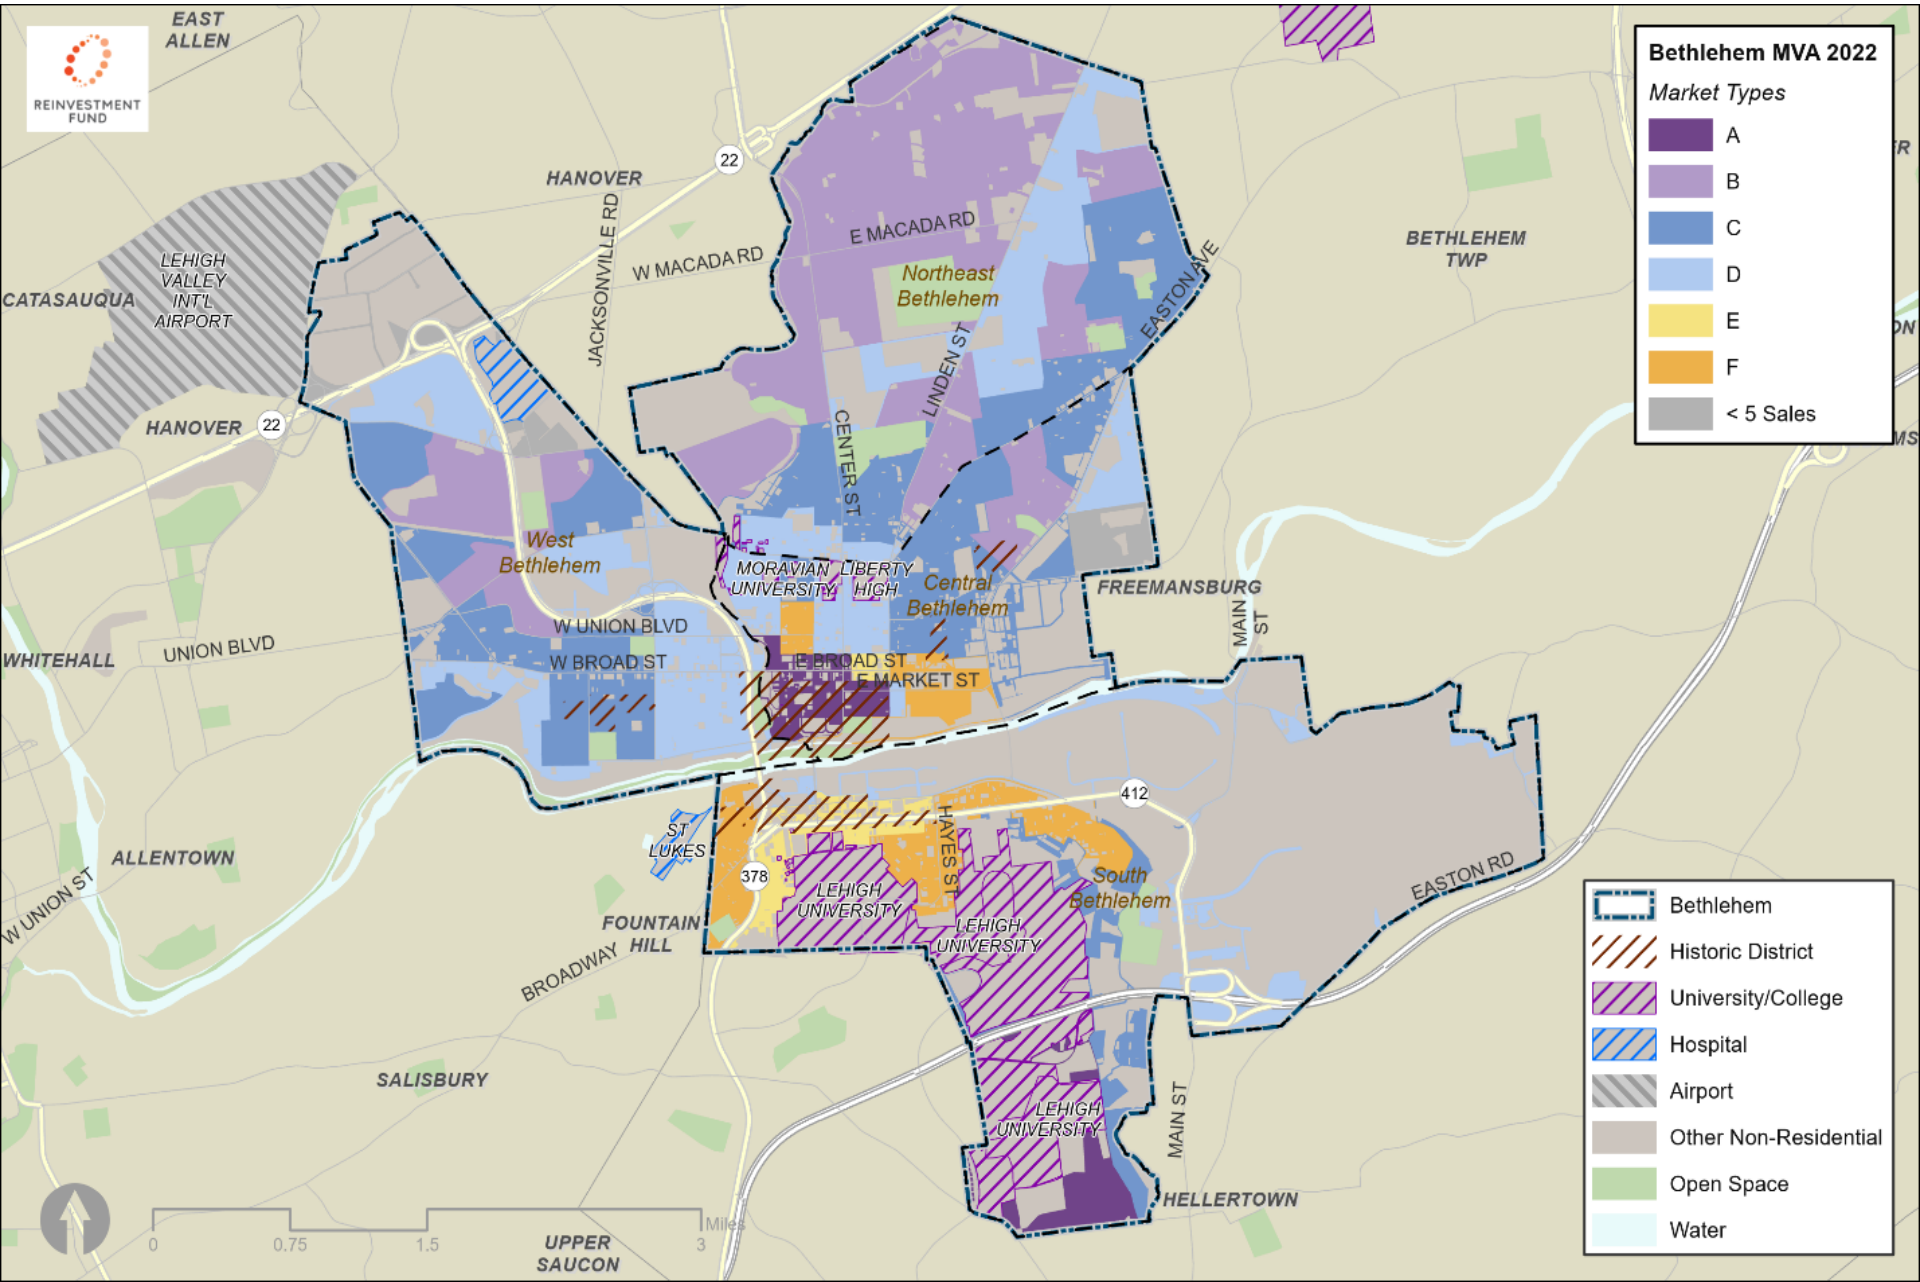 EAST
ALLEN
REINVESTMENT
FUND
Bethlehem MVA 2022
Market Types
A
B
C
D
E
F
< 5 Sales
22
HANOVER
JACKSONVILLE RD
W MACADA RD
E MACADA RD
Northeast
Bethlehem
LINDEN ST
EASTON AVE
BETHLEHEM
TWP
LEHIGH
VALLEY
INT'L
AIRPORT
CATASAUQUA
HANOVER
22
CENTER ST
West
Bethlehem
MORAVIAN
UNIVERSITY
LIBERTY
HIGH
Central
Bethlehem
FREEMANSBURG
MAIN
ST
WHITEHALL
UNION BLVD
W UNION BLVD
W BROAD ST
E BROAD ST
E MARKET ST
412
HAYES ST
ST
LUKES
378
LEHIGH
UNIVERSITY
LEHIGH
UNIVERSITY
South
Bethlehem
EASTON RD
ALLENTOWN
W UNION ST
FOUNTAIN
HILL
BROADWAY
SALISBURY
LEHIGH
UNIVERSITY
MAIN ST
HELLERTOWN
UPPER
SAUCON
0
0.75
1.5
3
Miles
Bethlehem
Historic District
University/College
Hospital
Airport
Other Non-Residential
Open Space
Water